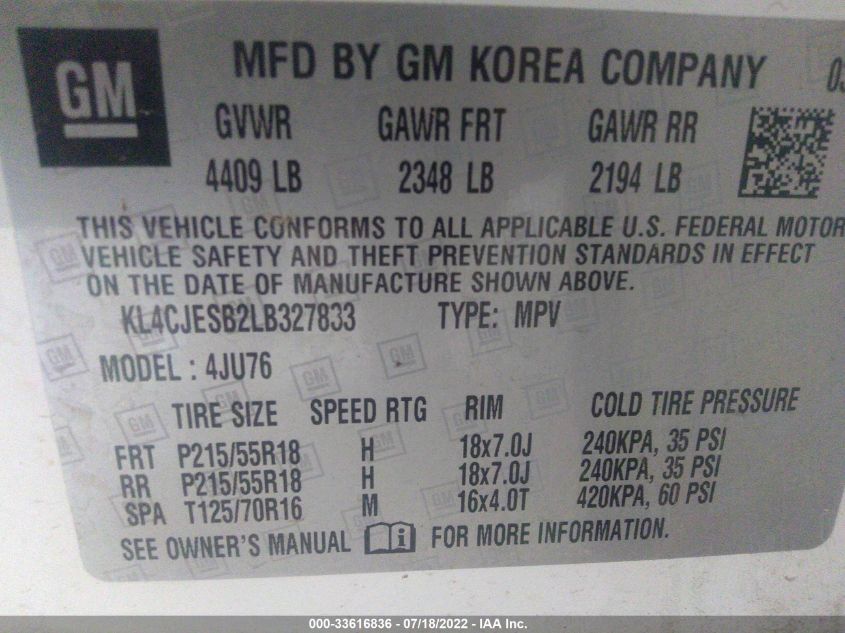 GM
MFD BY GM KOREA COMPANY
GVWR GAWR FRT GAWR RR
4409 LB 2348 LB 2194 LB
THIS VEHICLE CONFORMS TO ALL APPLICABLE U.S. FEDERAL MOTOR
VEHICLE SAFETY AND THEFT PREVENTION STANDARDS IN EFFECT
ON THE DATE OF MANUFACTURE SHOWN ABOVE.
KL4CJESB2LB327833 TYPE: MPV
MODEL : 4JU76
TIRE SIZE SPEED RTG RIM COLD TIRE PRESSURE
FRT P215/55R18 H 18x7.0J 240KPA, 35 PSI
RR P215/55R18 H 18x7.0J 240KPA, 35 PSI
SPA T125/70R16 M 16x4.0T 420KPA, 60 PSI
SEE OWNER'S MANUAL i FOR MORE INFORMATION.
000-33616836 - 07/18/2022 - IAA Inc.